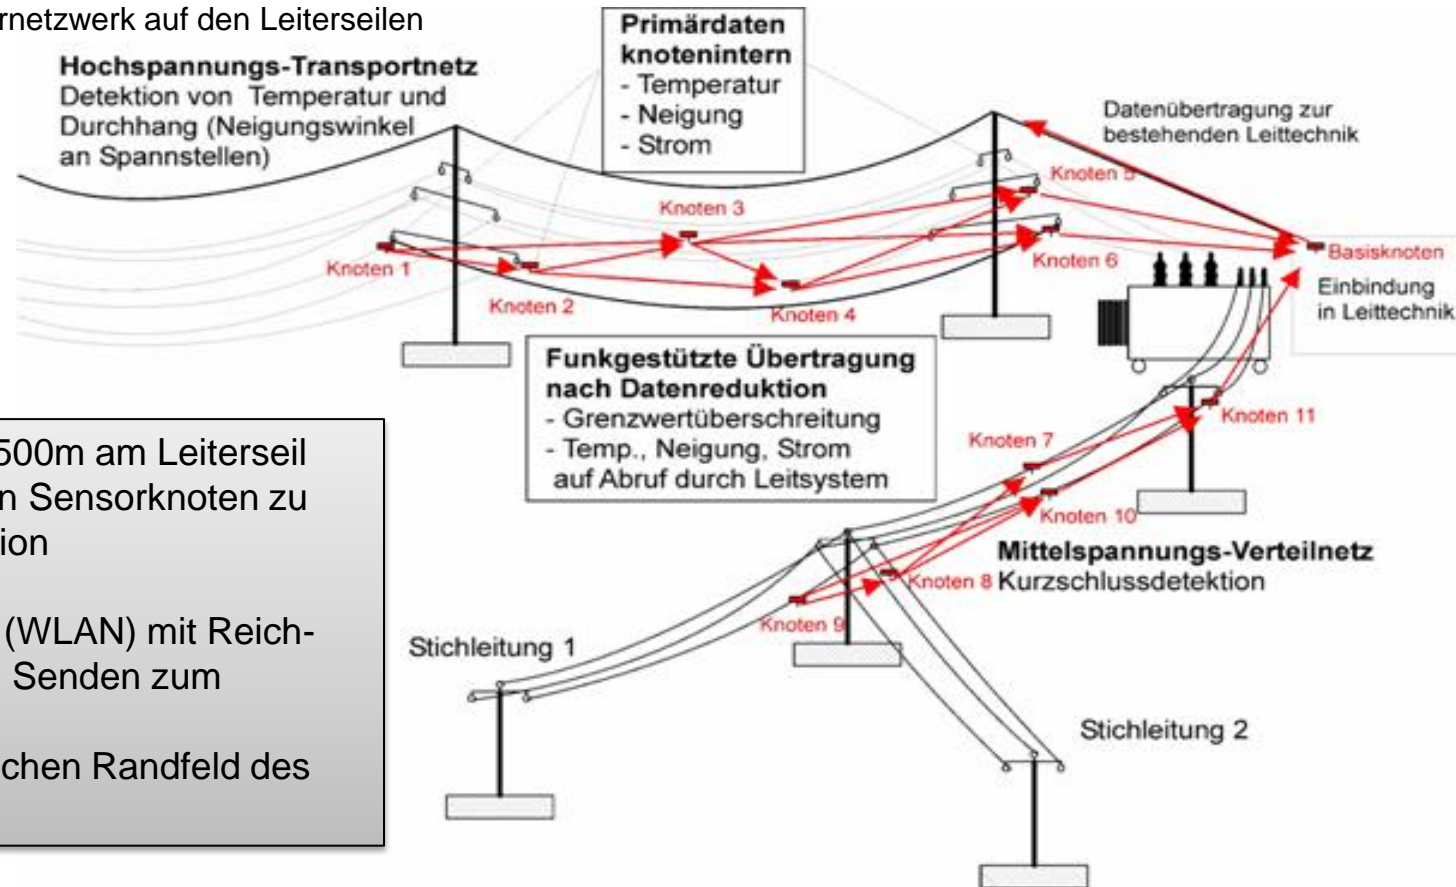 rnetzwerk auf den Leiterseilen
Hochspannungs-Transportnetz
Detektion von Temperatur und
Durchhang (Neigungswinkel
an Spannstellen)
Primärdaten
knotenintern
- Temperatur
- Neigung
- Strom
Datenübertragung zur
bestehenden Leittechnik
Knoten 1
Knoten 2
Knoten 3
Knoten 4
Knoten 5
Knoten 6
Basisknoten
Einbindung
in Leittechnik
Funkgestützte Übertragung
nach Datenreduktion
- Grenzwertüberschreitung
- Temp., Neigung, Strom
auf Abruf durch Leitsystem
500m am Leiterseil
n Sensorknoten zu
ion
(WLAN) mit Reich-
Senden zum
chen Randfeld des
Knoten 7
Knoten 11
Knoten 10
Knoten 8
Knoten 9
Mittelspannungs-Verteilnetz
Kurzschlussdetektion
Stichleitung 1
Stichleitung 2